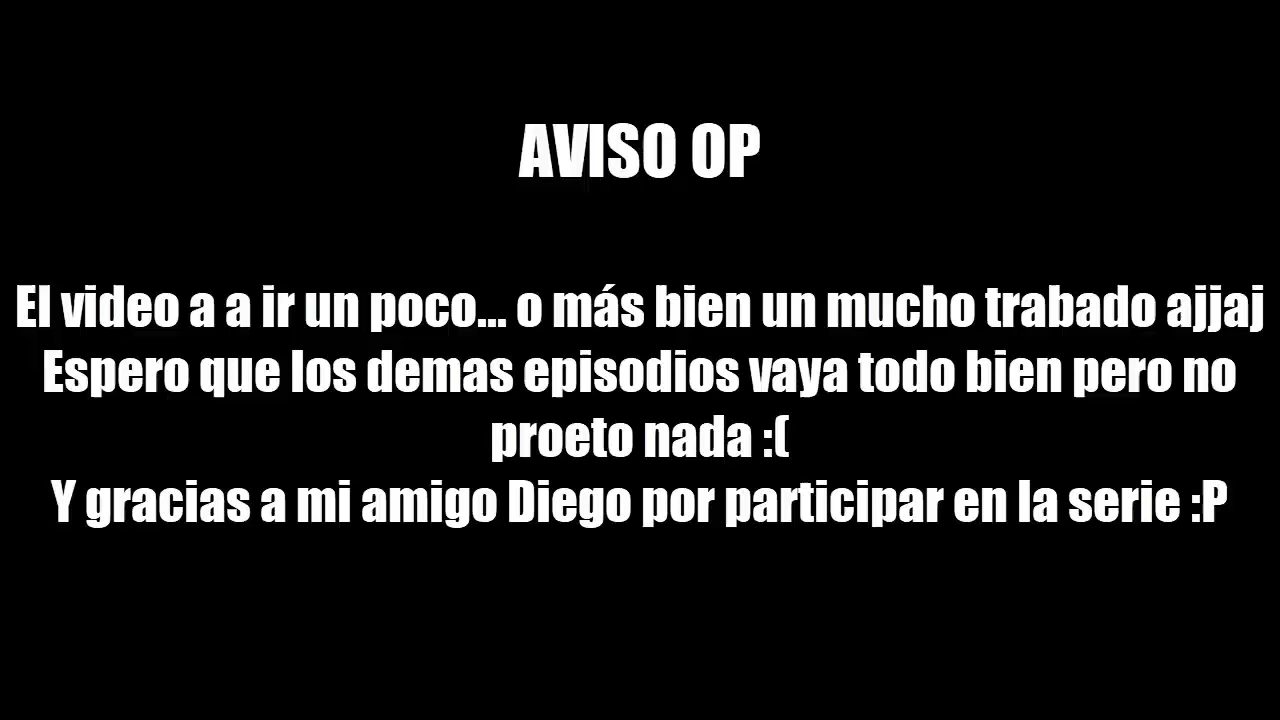 AVISO OP
El video a a ir un poco... o más bien un mucho trabado ajjaj
Espero que los demas episodios vaya todo bien pero no
proeto nada :(
Y gracias a mi amigo Diego por participar en la serie :P